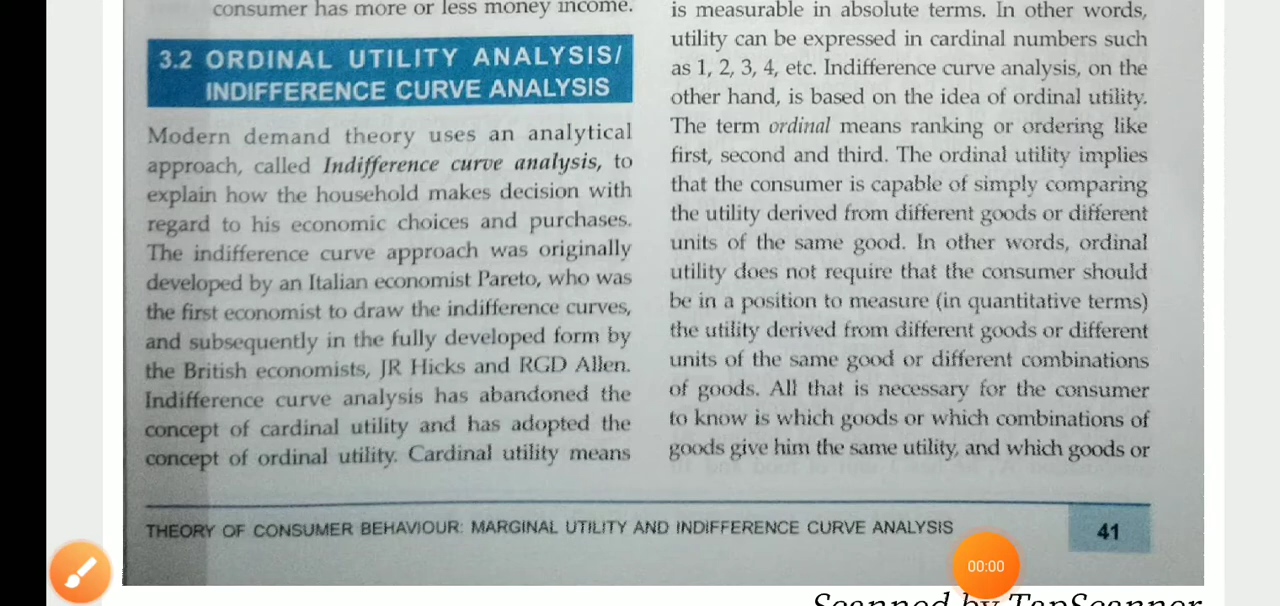 consumer has more or less money income.
3.2 ORDINAL UTILITY ANALYSIS/
INDIFFERENCE CURVE ANALYSIS
Modern demand theory uses an analytical
approach, called Indifference curve analysis, to
explain how the household makes decision with
regard to his economic choices and purchases.
The indifference curve approach was originally
developed by an Italian economist Pareto, who was
the first economist to draw the indifference curves,
and subsequently in the fully developed form by
the British economists, JR Hicks and RGD Allen.
Indifference curve analysis has abandoned the
concept of cardinal utility and has adopted the
concept of ordinal utility. Cardinal utility means
is measurable in absolute terms. In other words,
utility can be expressed in cardinal numbers such
as 1, 2, 3, 4, etc. Indifference curve analysis, on the
other hand, is based on the idea of ordinal utility.
The term ordinal means ranking or ordering like
first, second and third. The ordinal utility implies
that the consumer is capable of simply comparing
the utility derived from different goods or different
units of the same good. In other words, ordinal
utility does not require that the consumer should
be in a position to measure (in quantitative terms)
the utility derived from different goods or different
units of the same good or different combinations
of goods. All that is necessary for the consumer
to know is which goods or which combinations of
goods give him the same utility, and which goods or
THEORY OF CONSUMER BEHAVIOUR: MARGINAL UTILITY AND INDIFFERENCE CURVE ANALYSIS
41
00:00
Scanned by TapScanner